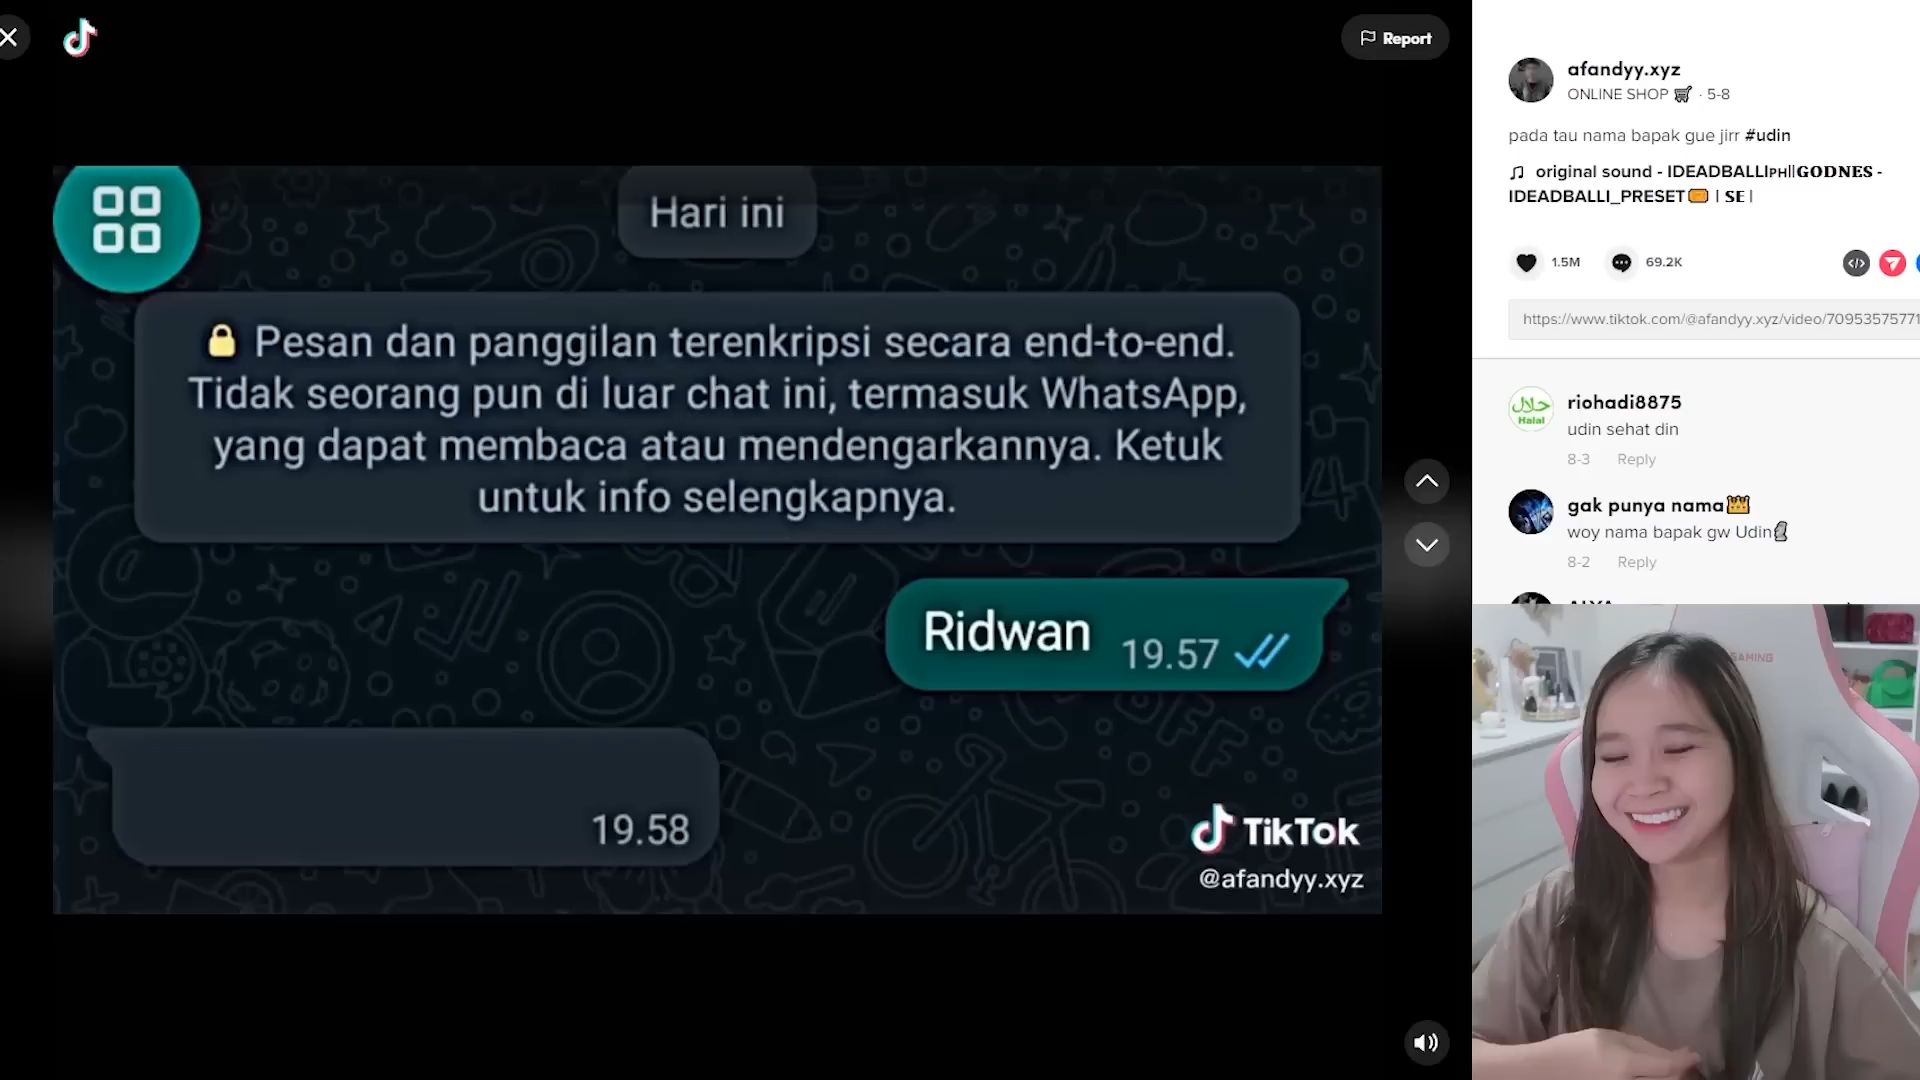 Report
Hari ini
Pesan dan panggilan terenkripsi secara end-to-end.
Tidak seorang pun di luar chat ini, termasuk WhatsApp,
yang dapat membaca atau mendengarkannya. Ketuk
untuk info selengkapnya.
Ridwan 19.57
19.58
TikTok
@afandyy.xyz
afandyy.xyz
ONLINE SHOP · 5-8
pada tau nama bapak gue jirr #udin
original sound - IDEADBALLIᴘʜ||𝐆𝐎𝐃𝐍𝐄𝐒 -
IDEADBALLI_PRESET | 𝐒𝐄 |
1.5M 69.2K
https://www.tiktok.com/@afandyy.xyz/video/70953575771
حلال
Halal
riohadi8875
udin sehat din
8-3 Reply
gak punya nama
woy nama bapak gw Udin
8-2 Reply
GAMING